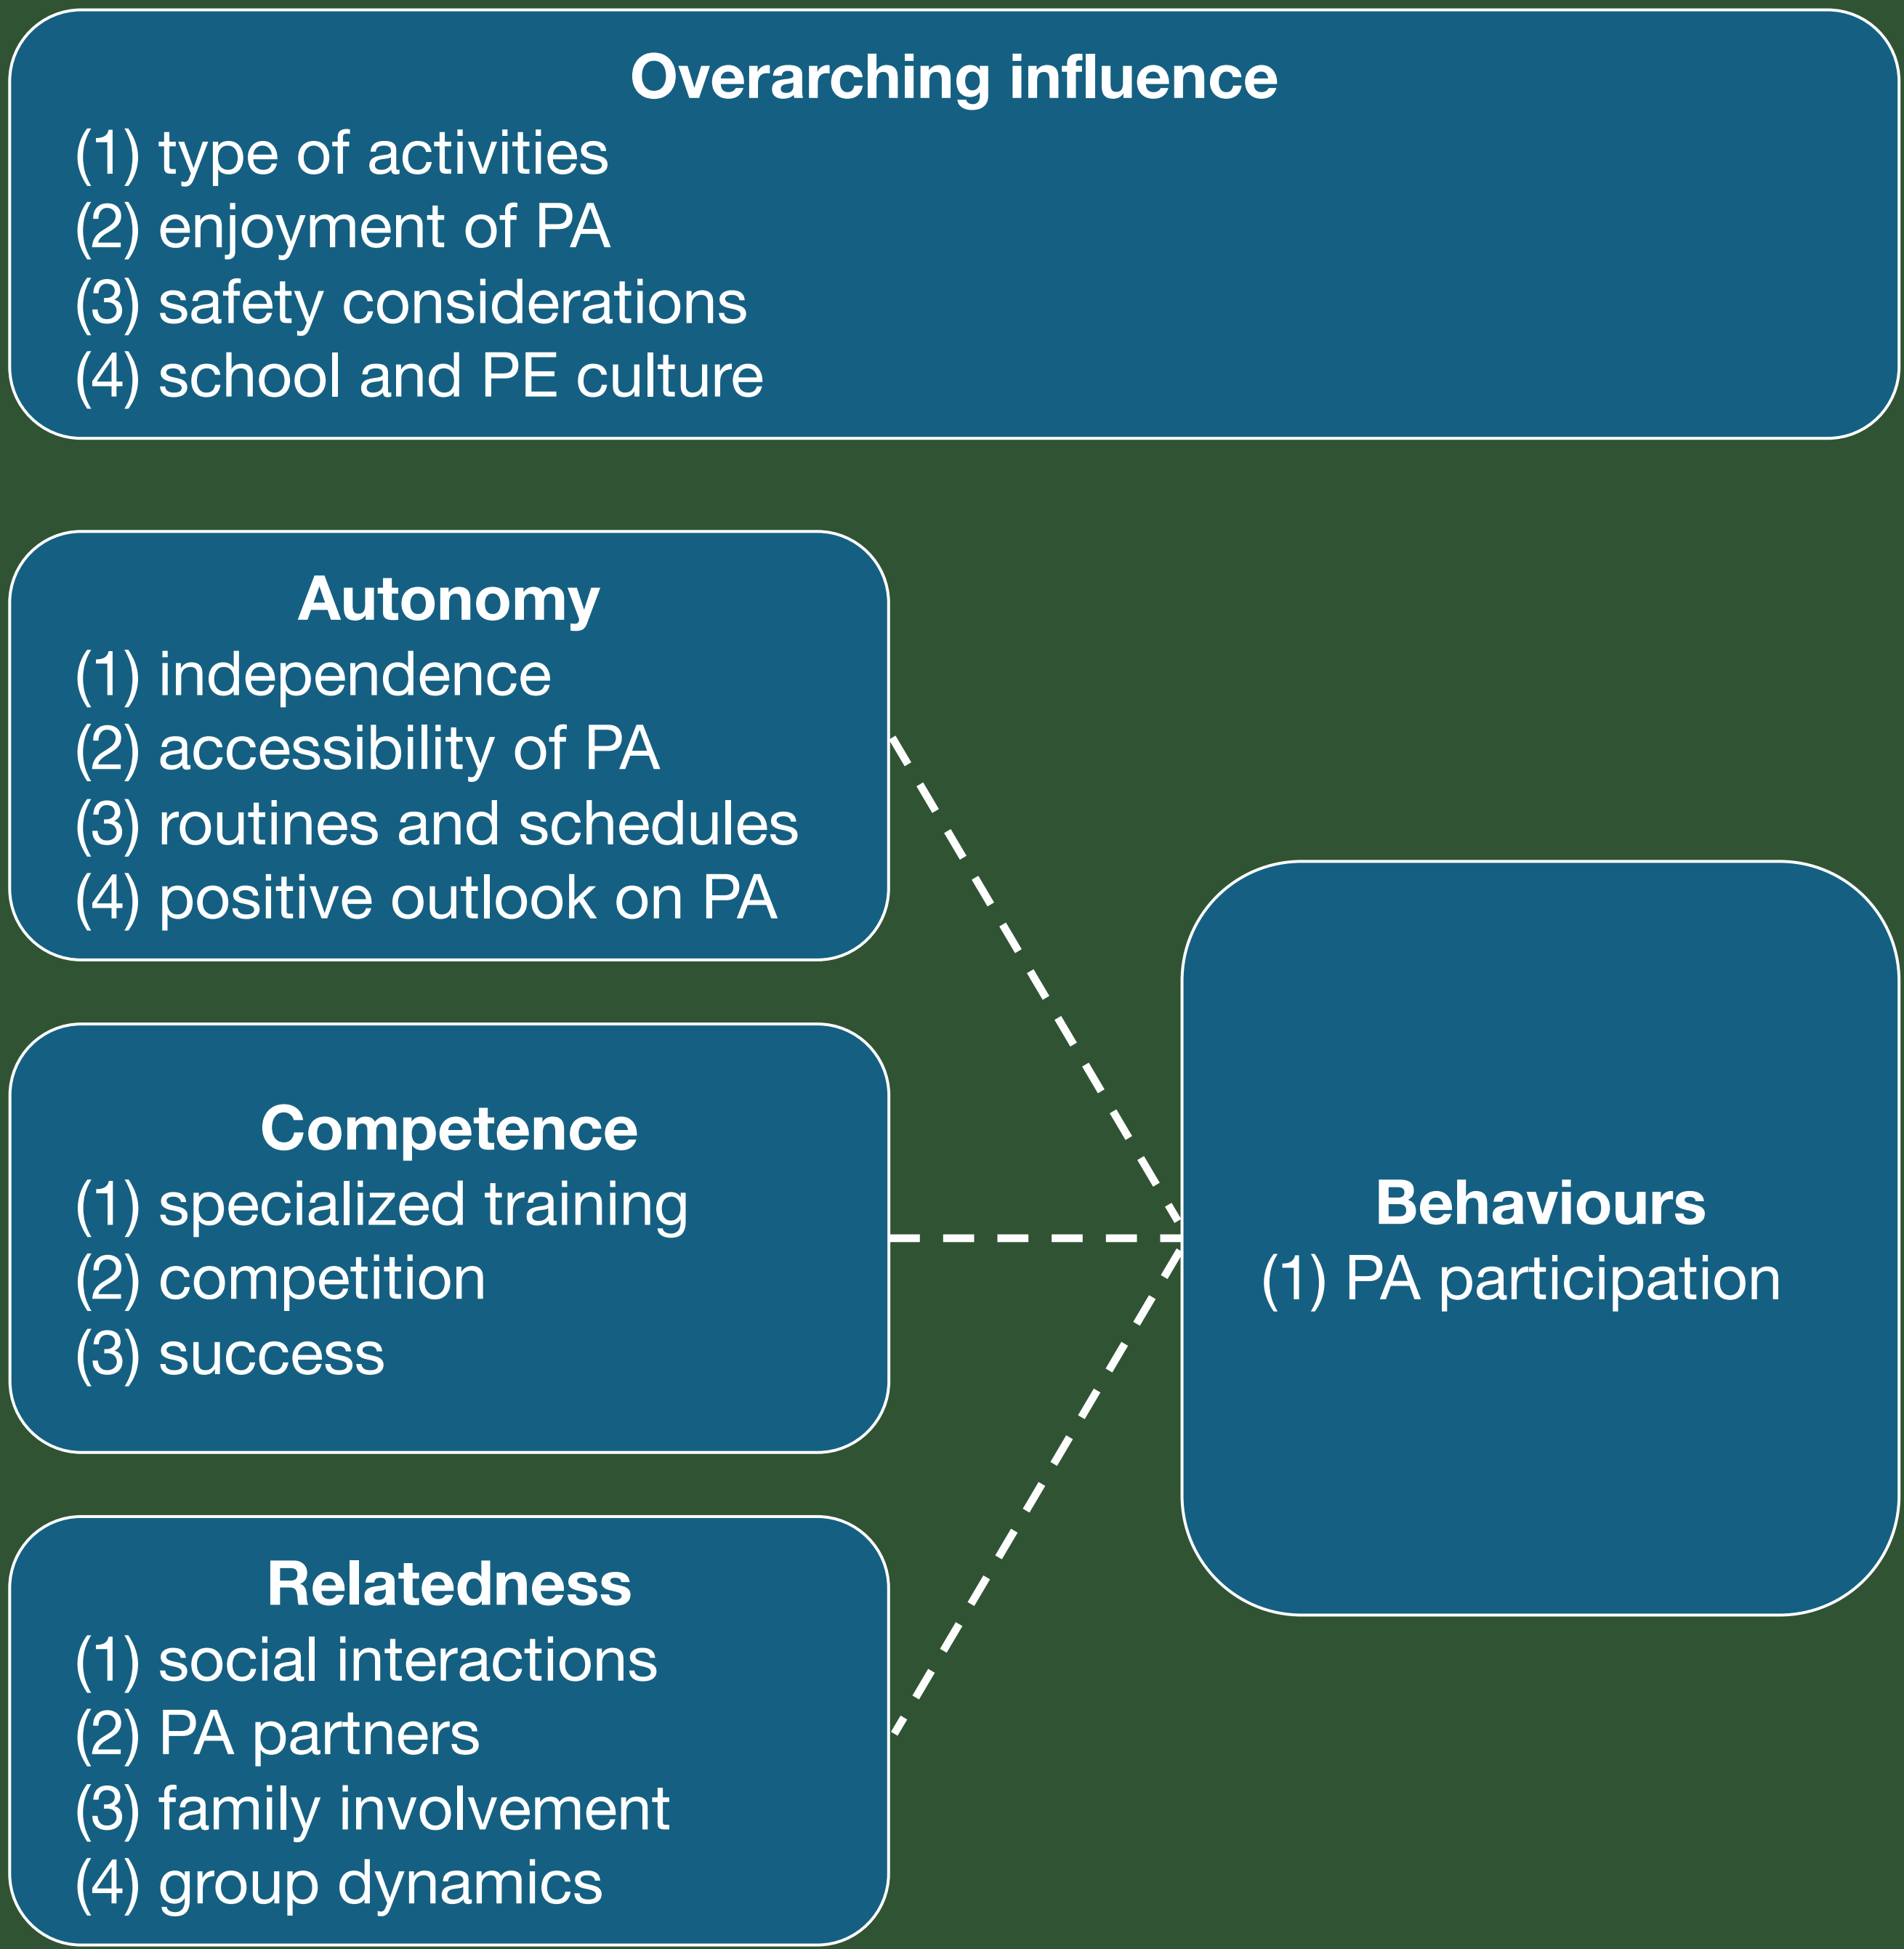 Overarching influence
(1) type of activities
(2) enjoyment of PA
(3) safety considerations
(4) school and PE culture
Autonomy
(1) independence
(2) accessibility of PA
(3) routines and schedules
(4) positive outlook on PA
Competence
(1) specialized training
(2) competition
(3) success
Relatedness
(1) social interactions
(2) PA partners
(3) family involvement
(4) group dynamics
Behaviours
(1) PA participation